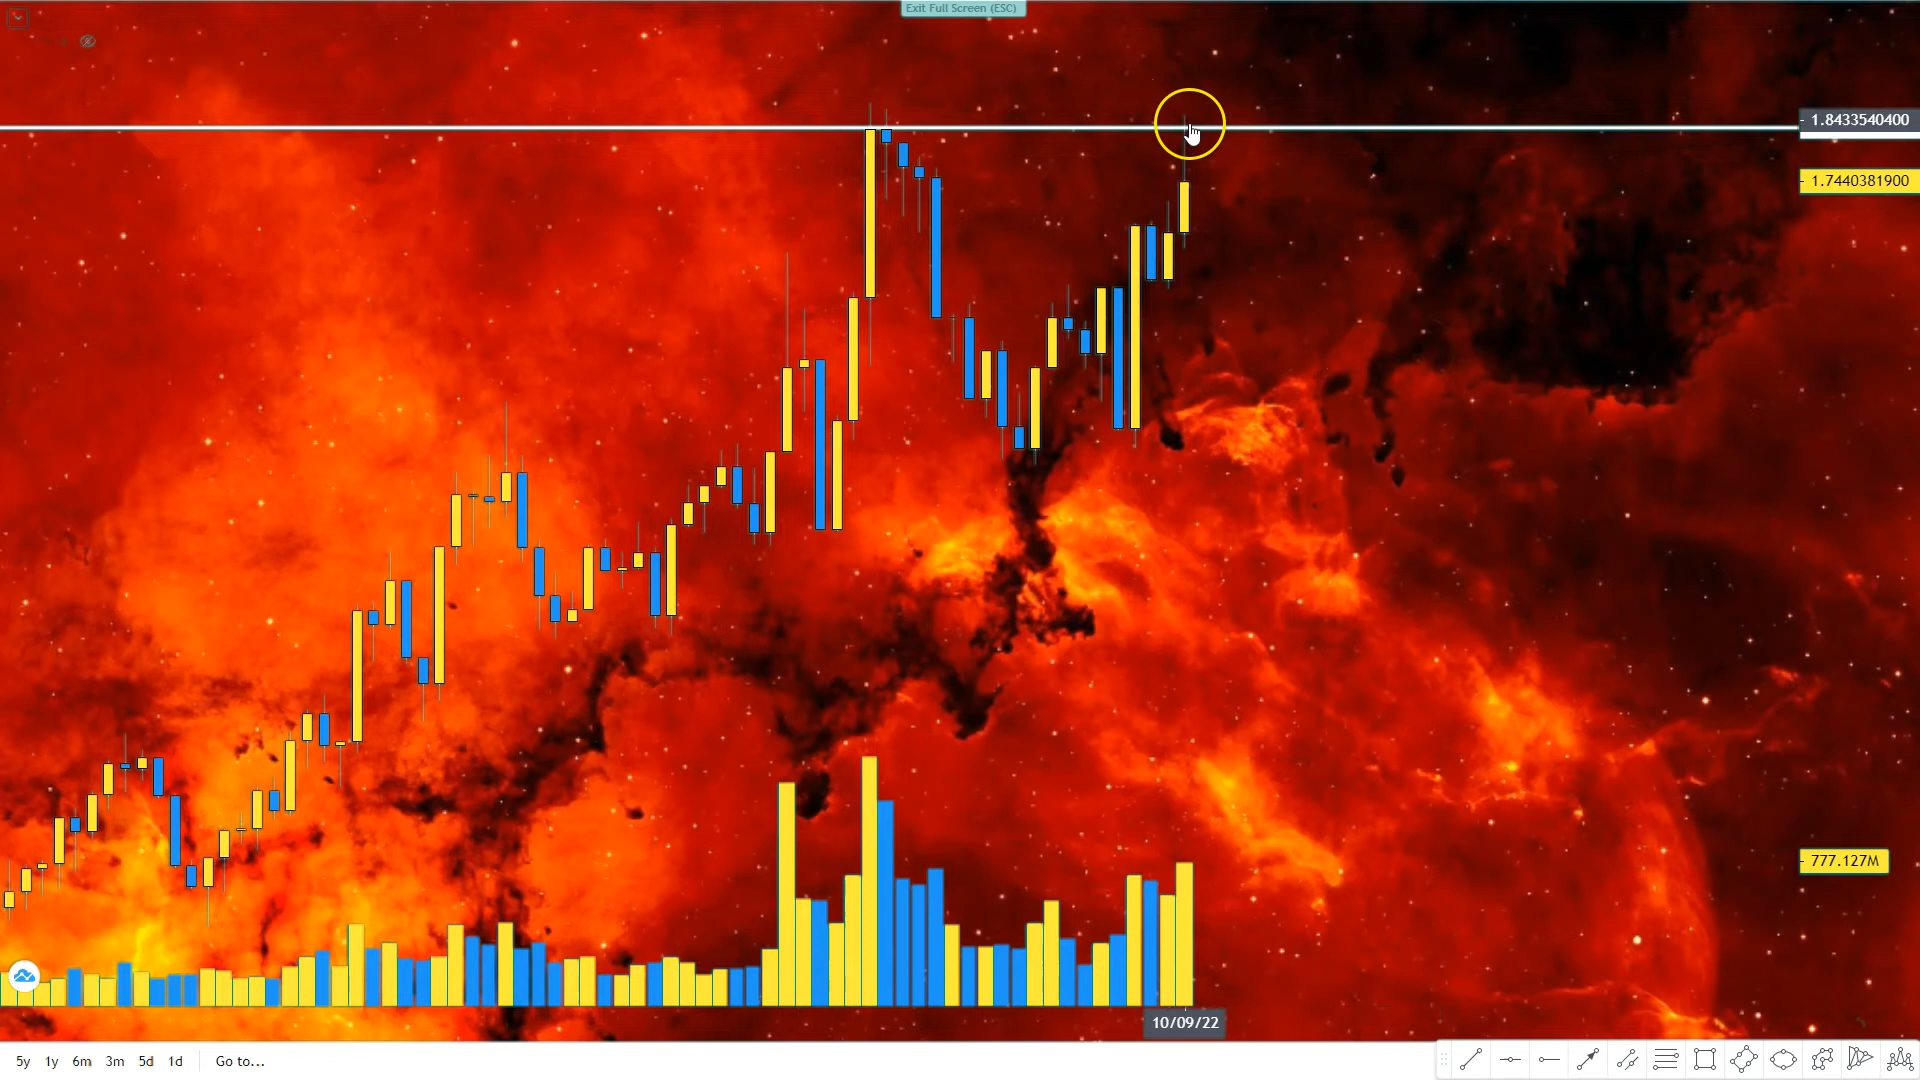 Exit Full Screen (ESC)
1.8433540400
1.7440381900
777.127M
10/09/22
5y 1y 6m 3m 5d 1d Go to...